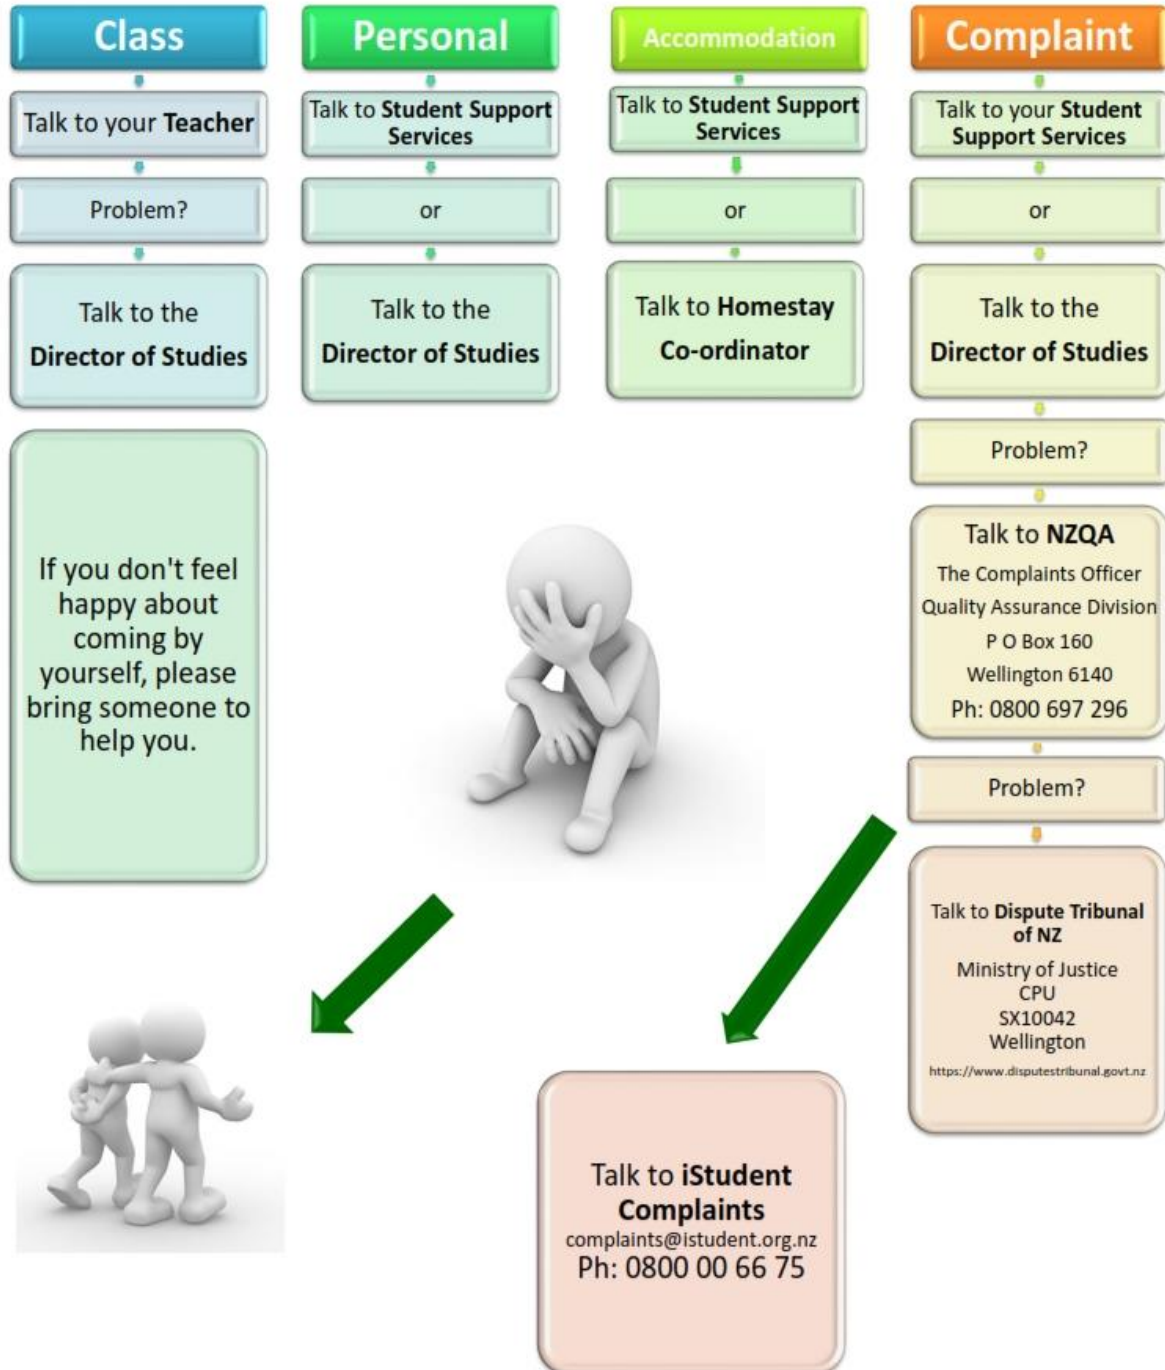 Class
Talk to your Teacher
Problem?
Talk to the
Director of Studies
If you don't feel
happy about
coming by
yourself, please
bring someone to
help you.
Personal
Talk to Student Support
Services
or
Talk to the
Director of Studies
Accommodation
Talk to Student Support
Services
or
Talk to Homestay
Co-ordinator
Complaint
Talk to your Student
Support Services
or
Talk to the
Director of Studies
Problem?
Talk to NZQA
The Complaints Officer
Quality Assurance Division
P O Box 160
Wellington 6140
Ph: 0800 697 296
Problem?
Talk to Dispute Tribunal
of NZ
Ministry of Justice
CPU
SX10042
Wellington
https://www.disputestribunal.govt.nz
Talk to iStudent
Complaints
complaints@istudent.org.nz
Ph: 0800 00 66 75